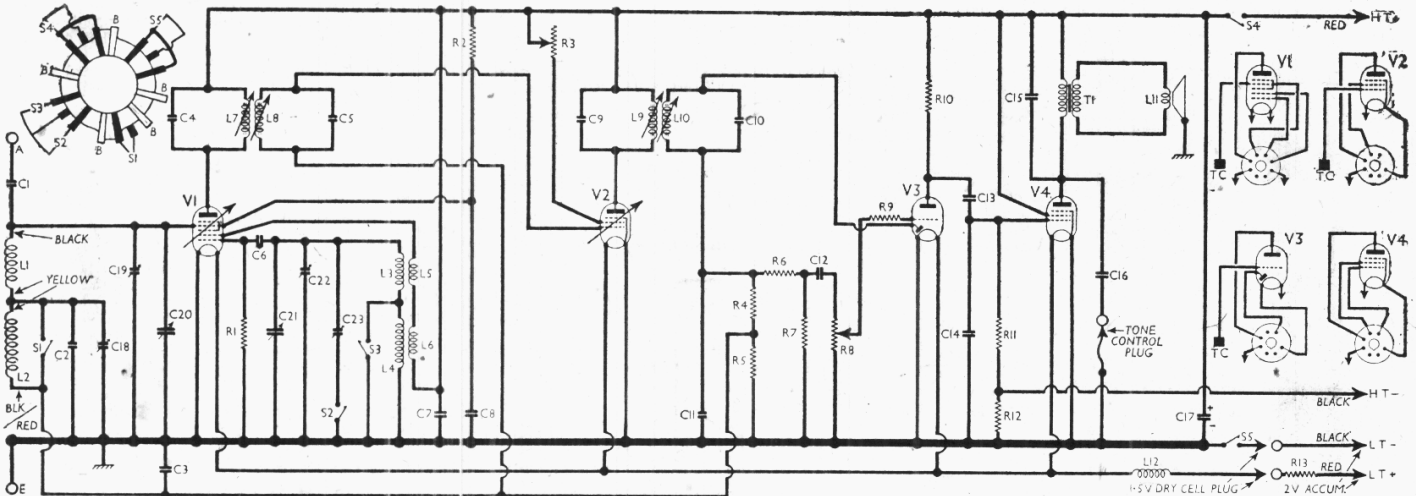 S4
S5
B
B
B
B
B
B
S3
S2
S1
A
C1
BLACK
L1
YELLOW
L2
BLK
RED
E
S1
C2
C18
C19
C20
C3
C4
L7
L8
C5
V1
R1
C6
C21
C22
C23
S2
S3
L3
L5
L4
L6
C7
C8
R2
R3
C9
L9
L10
C10
V2
C11
R4
R5
R6
R7
C12
R8
R9
V3
R10
C13
C14
R11
R12
V4
C15
T1
L11
C16
TONE
CONTROL
PLUG
C17
+
-
S4
RED
HT+
BLACK
HT-
S5
BLACK
LT-
L12
R13
RED
LT+
1·5V DRY CELL PLUG
2V ACCUM.
V1
TC
V2
TC
V3
TC
V4